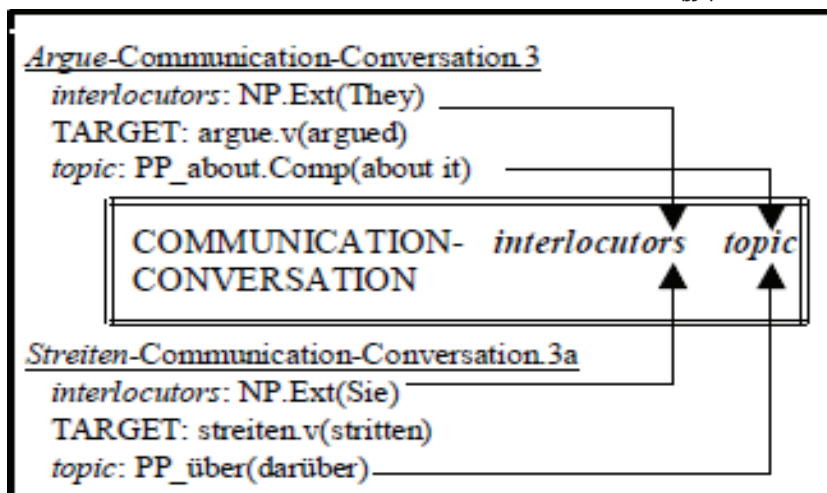 Argue-Communication-Conversation.3
interlocutors: NP.Ext(They)
TARGET: argue.v(argued)
topic: PP_about.Comp(about it)
COMMUNICATION- interlocutors topic
CONVERSATION
Streiten-Communication-Conversation.3a
interlocutors: NP.Ext(Sie)
TARGET: streiten.v(stritten)
topic: PP_über(darüber)